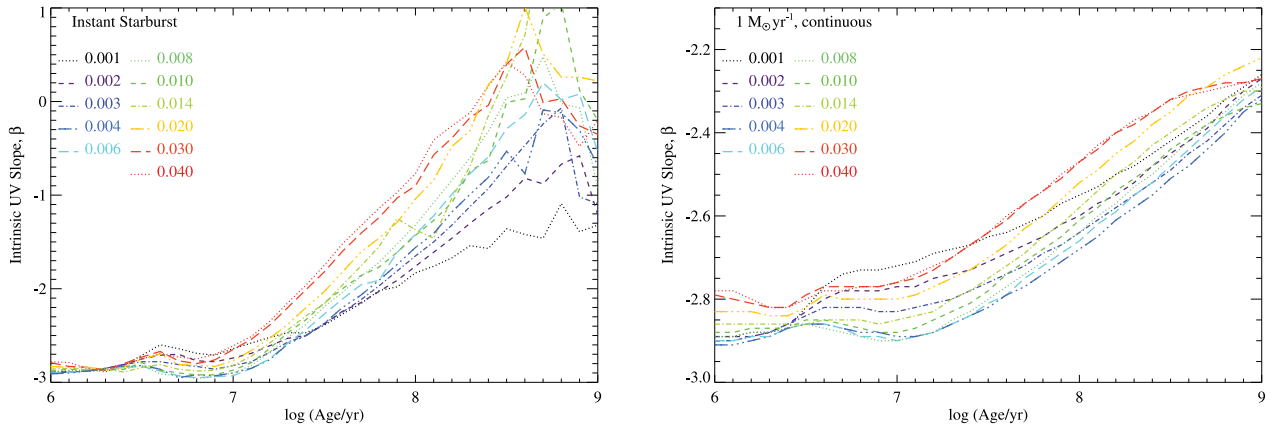 Instant Starburst
0.001 0.008
0.002 0.010
0.003 0.014
0.004 0.020
0.006 0.030
0.040
1
0
-1
-2
-3
Intrinsic UV Slope, β
6 7 8 9
log (Age/yr)
1 M☉ yr⁻¹, continuous
0.001 0.008
0.002 0.010
0.003 0.014
0.004 0.020
0.006 0.030
0.040
-2.2
-2.4
-2.6
-2.8
-3.0
Intrinsic UV Slope, β
6 7 8 9
log (Age/yr)